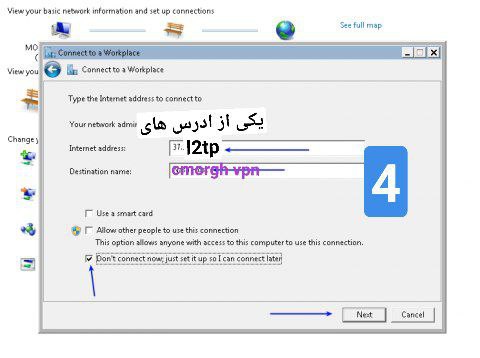 View your basic network information and set up connections
See full map
MO
View you
Change y
Connect to a Workplace
Connect to a Workplace
Type the Internet address to connect to
Your network admi
یکی از ادرس های
Internet address: 37. l2tp
Destination name: cmorgh vpn
4
Use a smart card
Allow other people to use this connection
This option allows anyone with access to this computer to use this connection.
Don't connect now; just set it up so I can connect later
Next Cancel